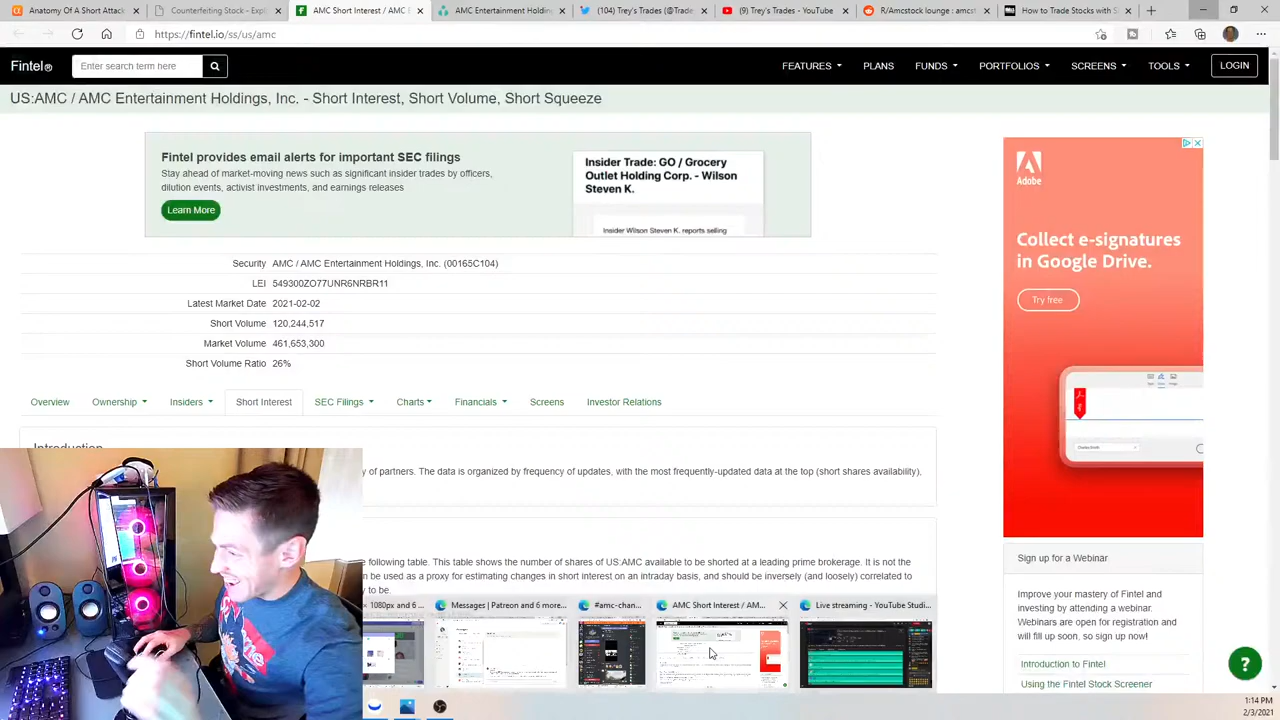 Anatomy Of A Short Attack
Counterfeiting Stock - Expl
AMC Short Interest / AMC E
AMC Entertainment Holding
(104) Trey's Trades (@Trade
(9) Trey's Trades - YouTube
R/Amcstock lounge : amcst
How to Trade Stocks with S
https://fintel.io/ss/us/amc
Fintel®
Enter search term here
FEATURES
PLANS
FUNDS
PORTFOLIOS
SCREENS
TOOLS
LOGIN
US:AMC / AMC Entertainment Holdings, Inc. - Short Interest, Short Volume, Short Squeeze
Fintel provides email alerts for important SEC filings
Stay ahead of market-moving news such as significant insider trades by officers,
dilution events, activist investments, and earnings releases
Learn More
Insider Trade: GO / Grocery
Outlet Holding Corp. - Wilson
Steven K.
Insider Wilson Steven K. reports selling
Adobe
Collect e-signatures
in Google Drive.
Try free
Security AMC / AMC Entertainment Holdings, Inc. (00165C104)
LEI 549300ZO77UNR6NRBR11
Latest Market Date 2021-02-02
Short Volume 120,244,517
Market Volume 461,653,300
Short Volume Ratio 26%
Overview
Ownership
Insiders
Short Interest
SEC Filings
Charts
Financials
Screens
Investor Relations
Introduction
y of partners. The data is organized by frequency of updates, with the most frequently-updated data at the top (short shares availability),
following table. This table shows the number of shares of US:AMC available to be shorted at a leading prime brokerage. It is not the
n be used as a proxy for estimating changes in short interest on an intraday basis, and should be inversely (and loosely) correlated to
y to be.
× 1080px and 6 ...
Messages | Patreon and 6 more...
#amc-chan...
AMC Short Interest / AM...
Live streaming - YouTube Studi...
Sign up for a Webinar
Improve your mastery of Fintel and
investing by attending a webinar.
Webinars are open for registration and
will fill up soon, so sign up now!
Introduction to Fintel
Using the Fintel Stock Screener
?
1:14 PM
2/3/2021